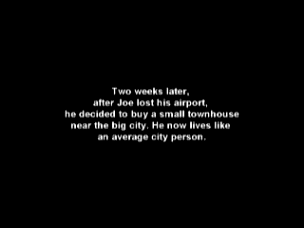 Two weeks later,
after Joe lost his airport,
he decided to buy a small townhouse
near the big city. He now lives like
an average city person.